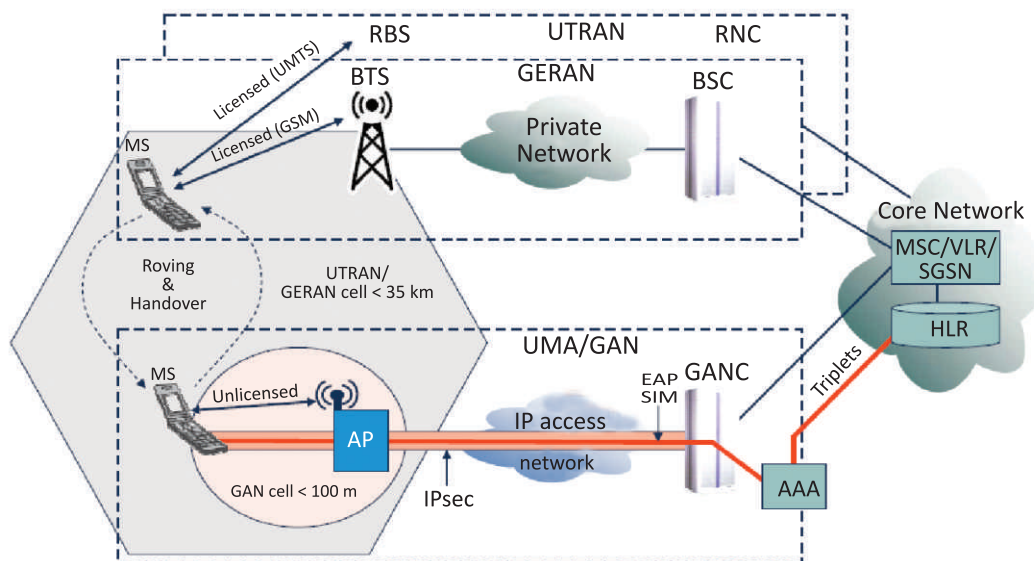 RBS
UTRAN
RNC
Licensed (UMTS)
BTS
GERAN
BSC
Licensed (GSM)
MS
Private
Network
Core Network
MSC/VLR/
SGSN
Roving
&
Handover
UTRAN/
GERAN cell < 35 km
HLR
UMA/GAN
Triplets
MS
Unlicensed
EAP
SIM
GANC
IP access
AP
network
GAN cell < 100 m
IPsec
AAA